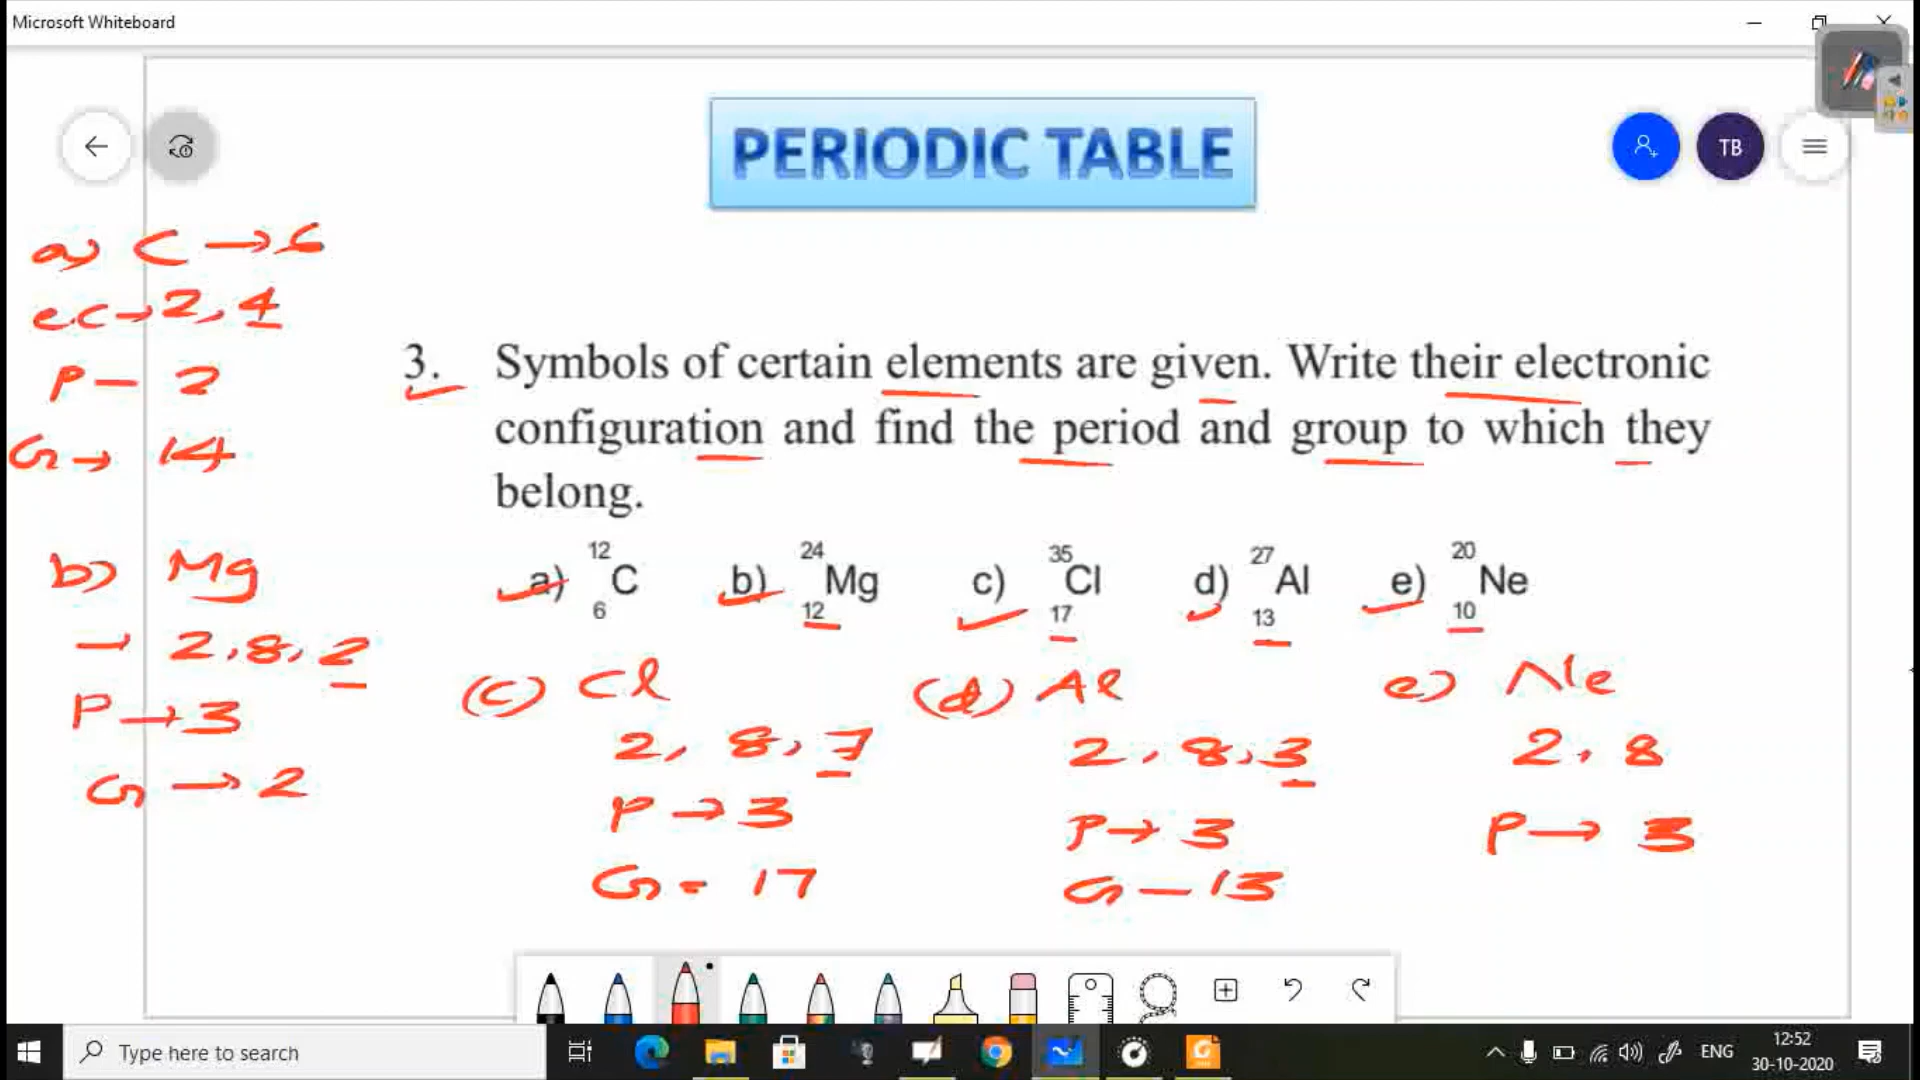 Microsoft Whiteboard
PERIODIC TABLE
TB
a) C → 6
ec → 2, 4
P — 2
G → 14
b) Mg
→ 2, 8, 2
P → 3
G → 2
3. Symbols of certain elements are given. Write their electronic
configuration and find the period and group to which they
belong.
a) 12 C 6 b) 24 Mg 12 c) 35 Cl 17 d) 27 Al 13 e) 20 Ne 10
(c) Cl
2, 8, 7
P → 3
G = 17
(d) Al
2, 8, 3
P → 3
G — 13
e) Ne
2, 8
P →
Type here to search
ENG
12:52
30-10-2020